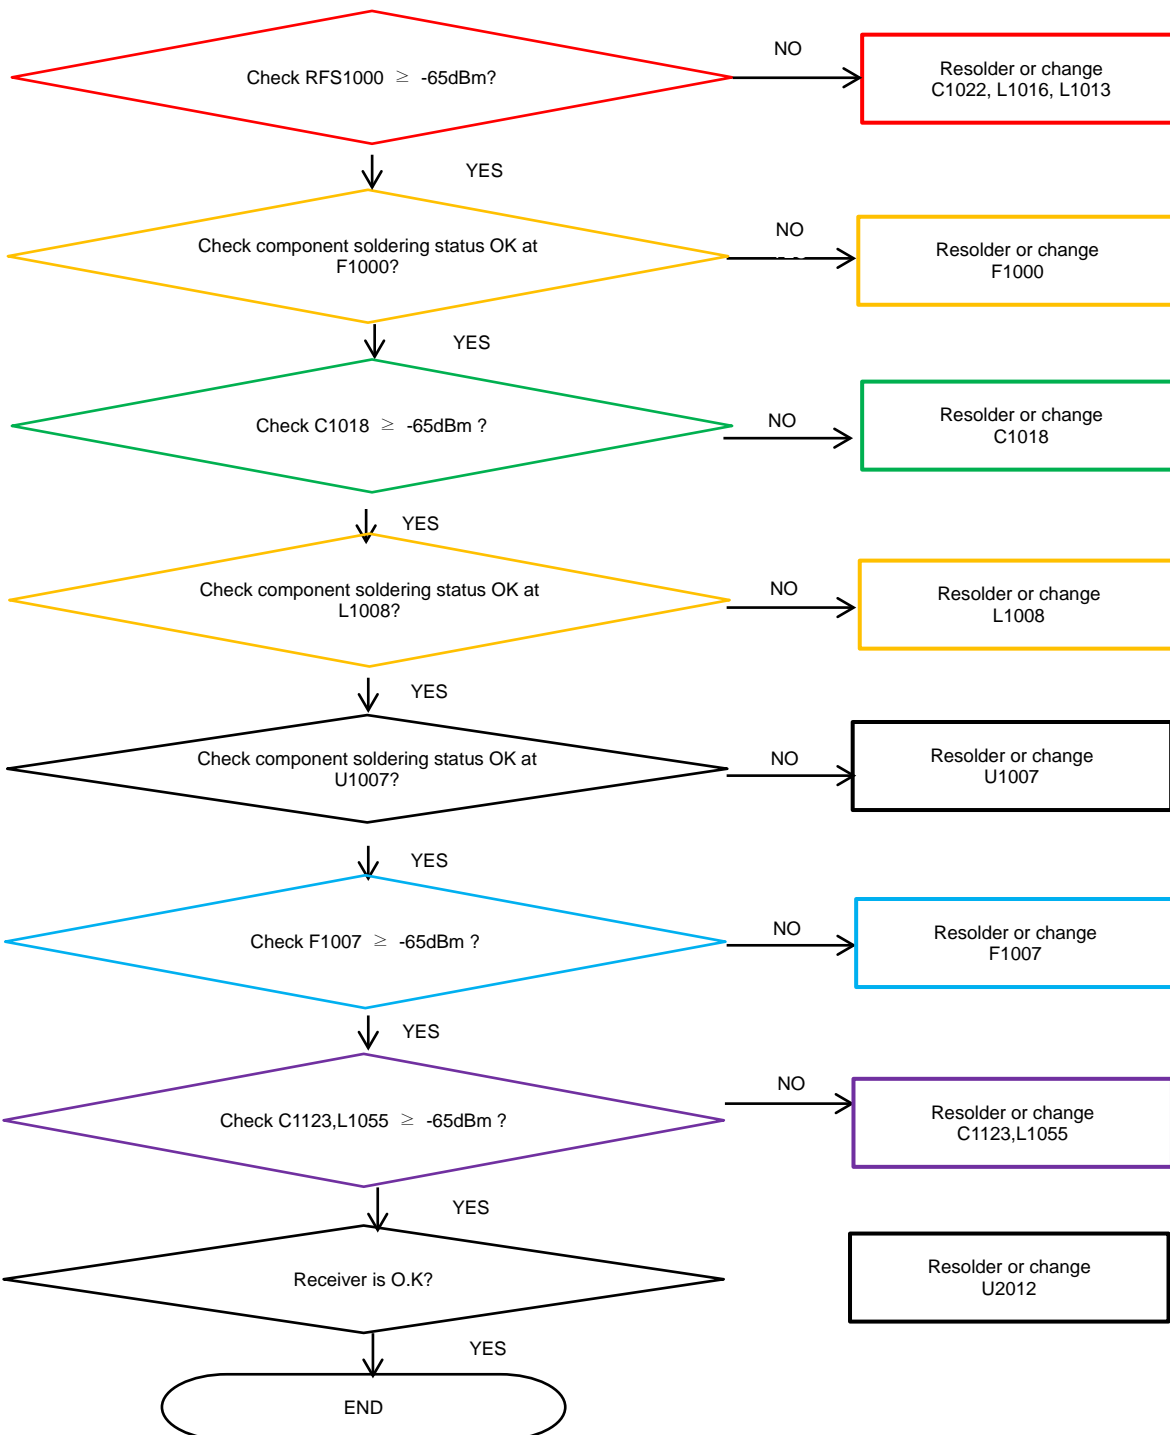 Check RFS1000 ≥ -65dBm?
NO
Resolder or change
C1022, L1016, L1013
YES
Check component soldering status OK at
F1000?
NO
Resolder or change
F1000
YES
Check C1018 ≥ -65dBm ?
NO
Resolder or change
C1018
YES
Check component soldering status OK at
L1008?
NO
Resolder or change
L1008
YES
Check component soldering status OK at
U1007?
NO
Resolder or change
U1007
YES
Check F1007 ≥ -65dBm ?
NO
Resolder or change
F1007
YES
Check C1123,L1055 ≥ -65dBm ?
NO
Resolder or change
C1123,L1055
YES
Receiver is O.K?
Resolder or change
U2012
YES
END